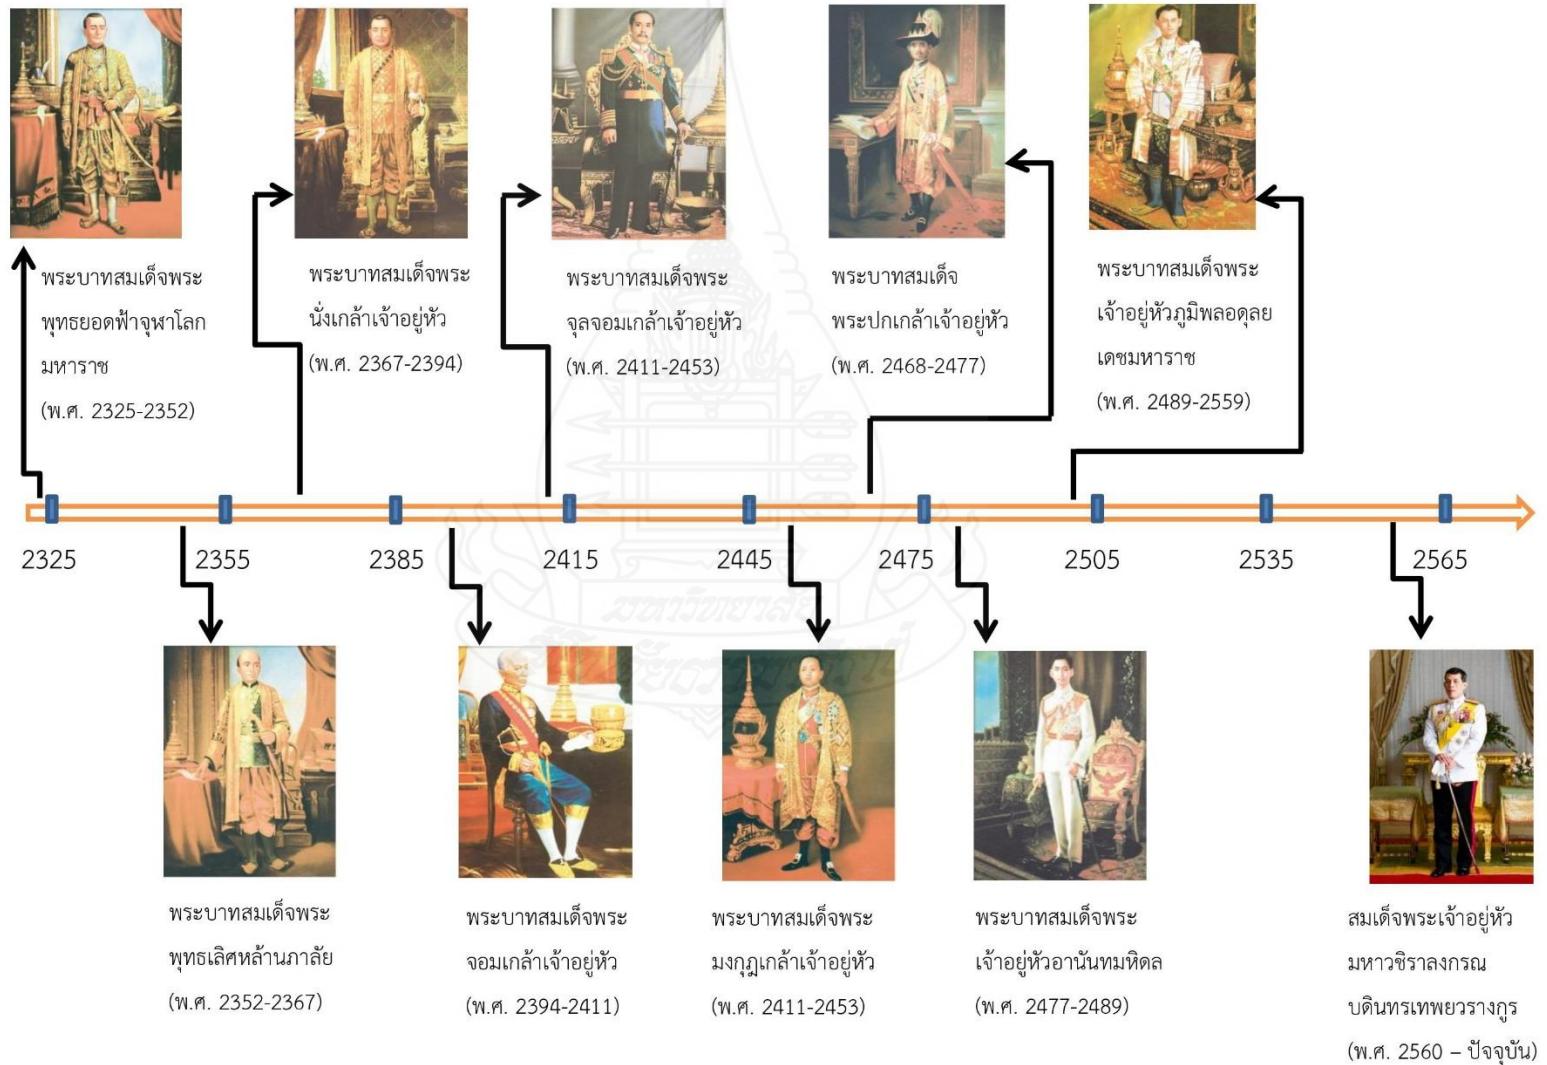 พระบาทสมเด็จพระ
พุทธยอดฟ้าจุฬาโลก
มหาราช
(พ.ศ. 2325-2352)
พระบาทสมเด็จพระ
นั่งเกล้าเจ้าอยู่หัว
(พ.ศ. 2367-2394)
พระบาทสมเด็จพระ
จุลจอมเกล้าเจ้าอยู่หัว
(พ.ศ. 2411-2453)
พระบาทสมเด็จ
พระปกเกล้าเจ้าอยู่หัว
(พ.ศ. 2468-2477)
พระบาทสมเด็จพระ
เจ้าอยู่หัวภูมิพลอดุลย
เดชมหาราช
(พ.ศ. 2489-2559)
2325 2355 2385 2415 2445 2475 2505 2535 2565
มหาวิทยาลัย
พระบาทสมเด็จพระ
พุทธเลิศหล้านภาลัย
(พ.ศ. 2352-2367)
พระบาทสมเด็จพระ
จอมเกล้าเจ้าอยู่หัว
(พ.ศ. 2394-2411)
พระบาทสมเด็จพระ
มงกุฎเกล้าเจ้าอยู่หัว
(พ.ศ. 2411-2453)
พระบาทสมเด็จพระ
เจ้าอยู่หัวอานันทมหิดล
(พ.ศ. 2477-2489)
สมเด็จพระเจ้าอยู่หัว
มหาวชิราลงกรณ
บดินทรเทพยวรางกูร
(พ.ศ. 2560 – ปัจจุบัน)